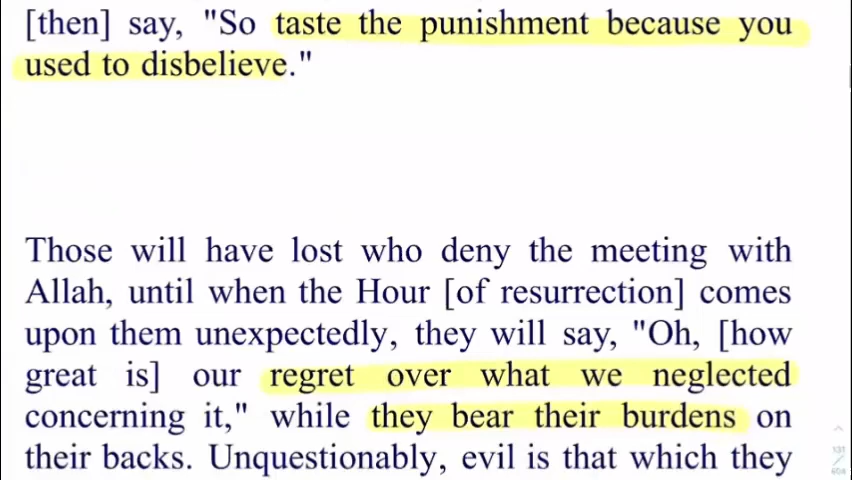 [then] say, "So taste the punishment because you
used to disbelieve."
Those will have lost who deny the meeting with
Allah, until when the Hour [of resurrection] comes
upon them unexpectedly, they will say, "Oh, [how
great is] our regret over what we neglected
concerning it," while they bear their burdens on
their backs. Unquestionably, evil is that which they
131
604